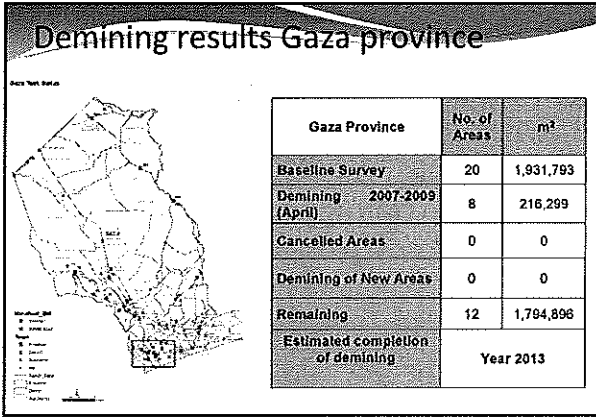 Demining results Gaza province
Gaza Province
No. of
Areas
m²
Baseline Survey 20 1,931,793
Demining 2007-2009
(April)
8 216,299
Cancelled Areas 0 0
Demining of New Areas 0 0
Remaining 12 1,794,896
Estimated completion
of demining
Year 2013